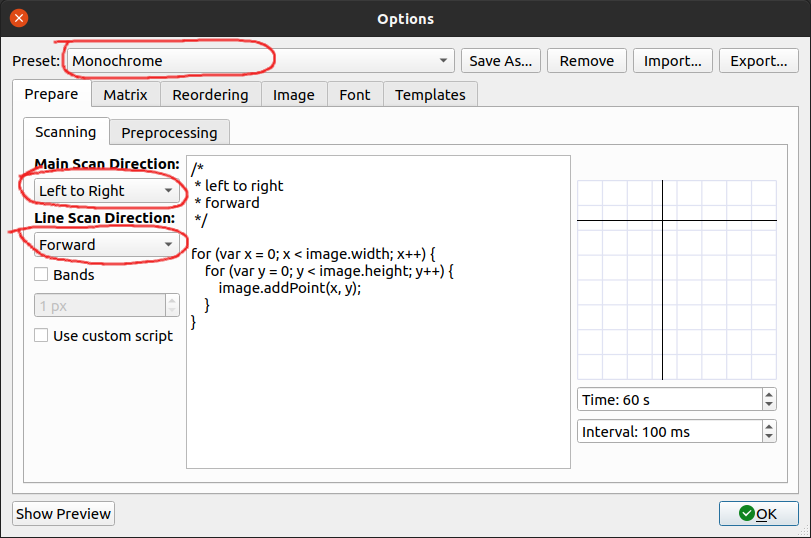 Options
Preset: Monochrome Save As... Remove Import... Export...
Prepare Matrix Reordering Image Font Templates
Scanning Preprocessing
Main Scan Direction:
Left to Right
Line Scan Direction:
Forward
Bands
1 px
Use custom script
/*
* left to right
* forward
*/
for (var x = 0; x < image.width; x++) {
for (var y = 0; y < image.height; y++) {
image.addPoint(x, y);
}
}
Time: 60 s
Interval: 100 ms
Show Preview OK